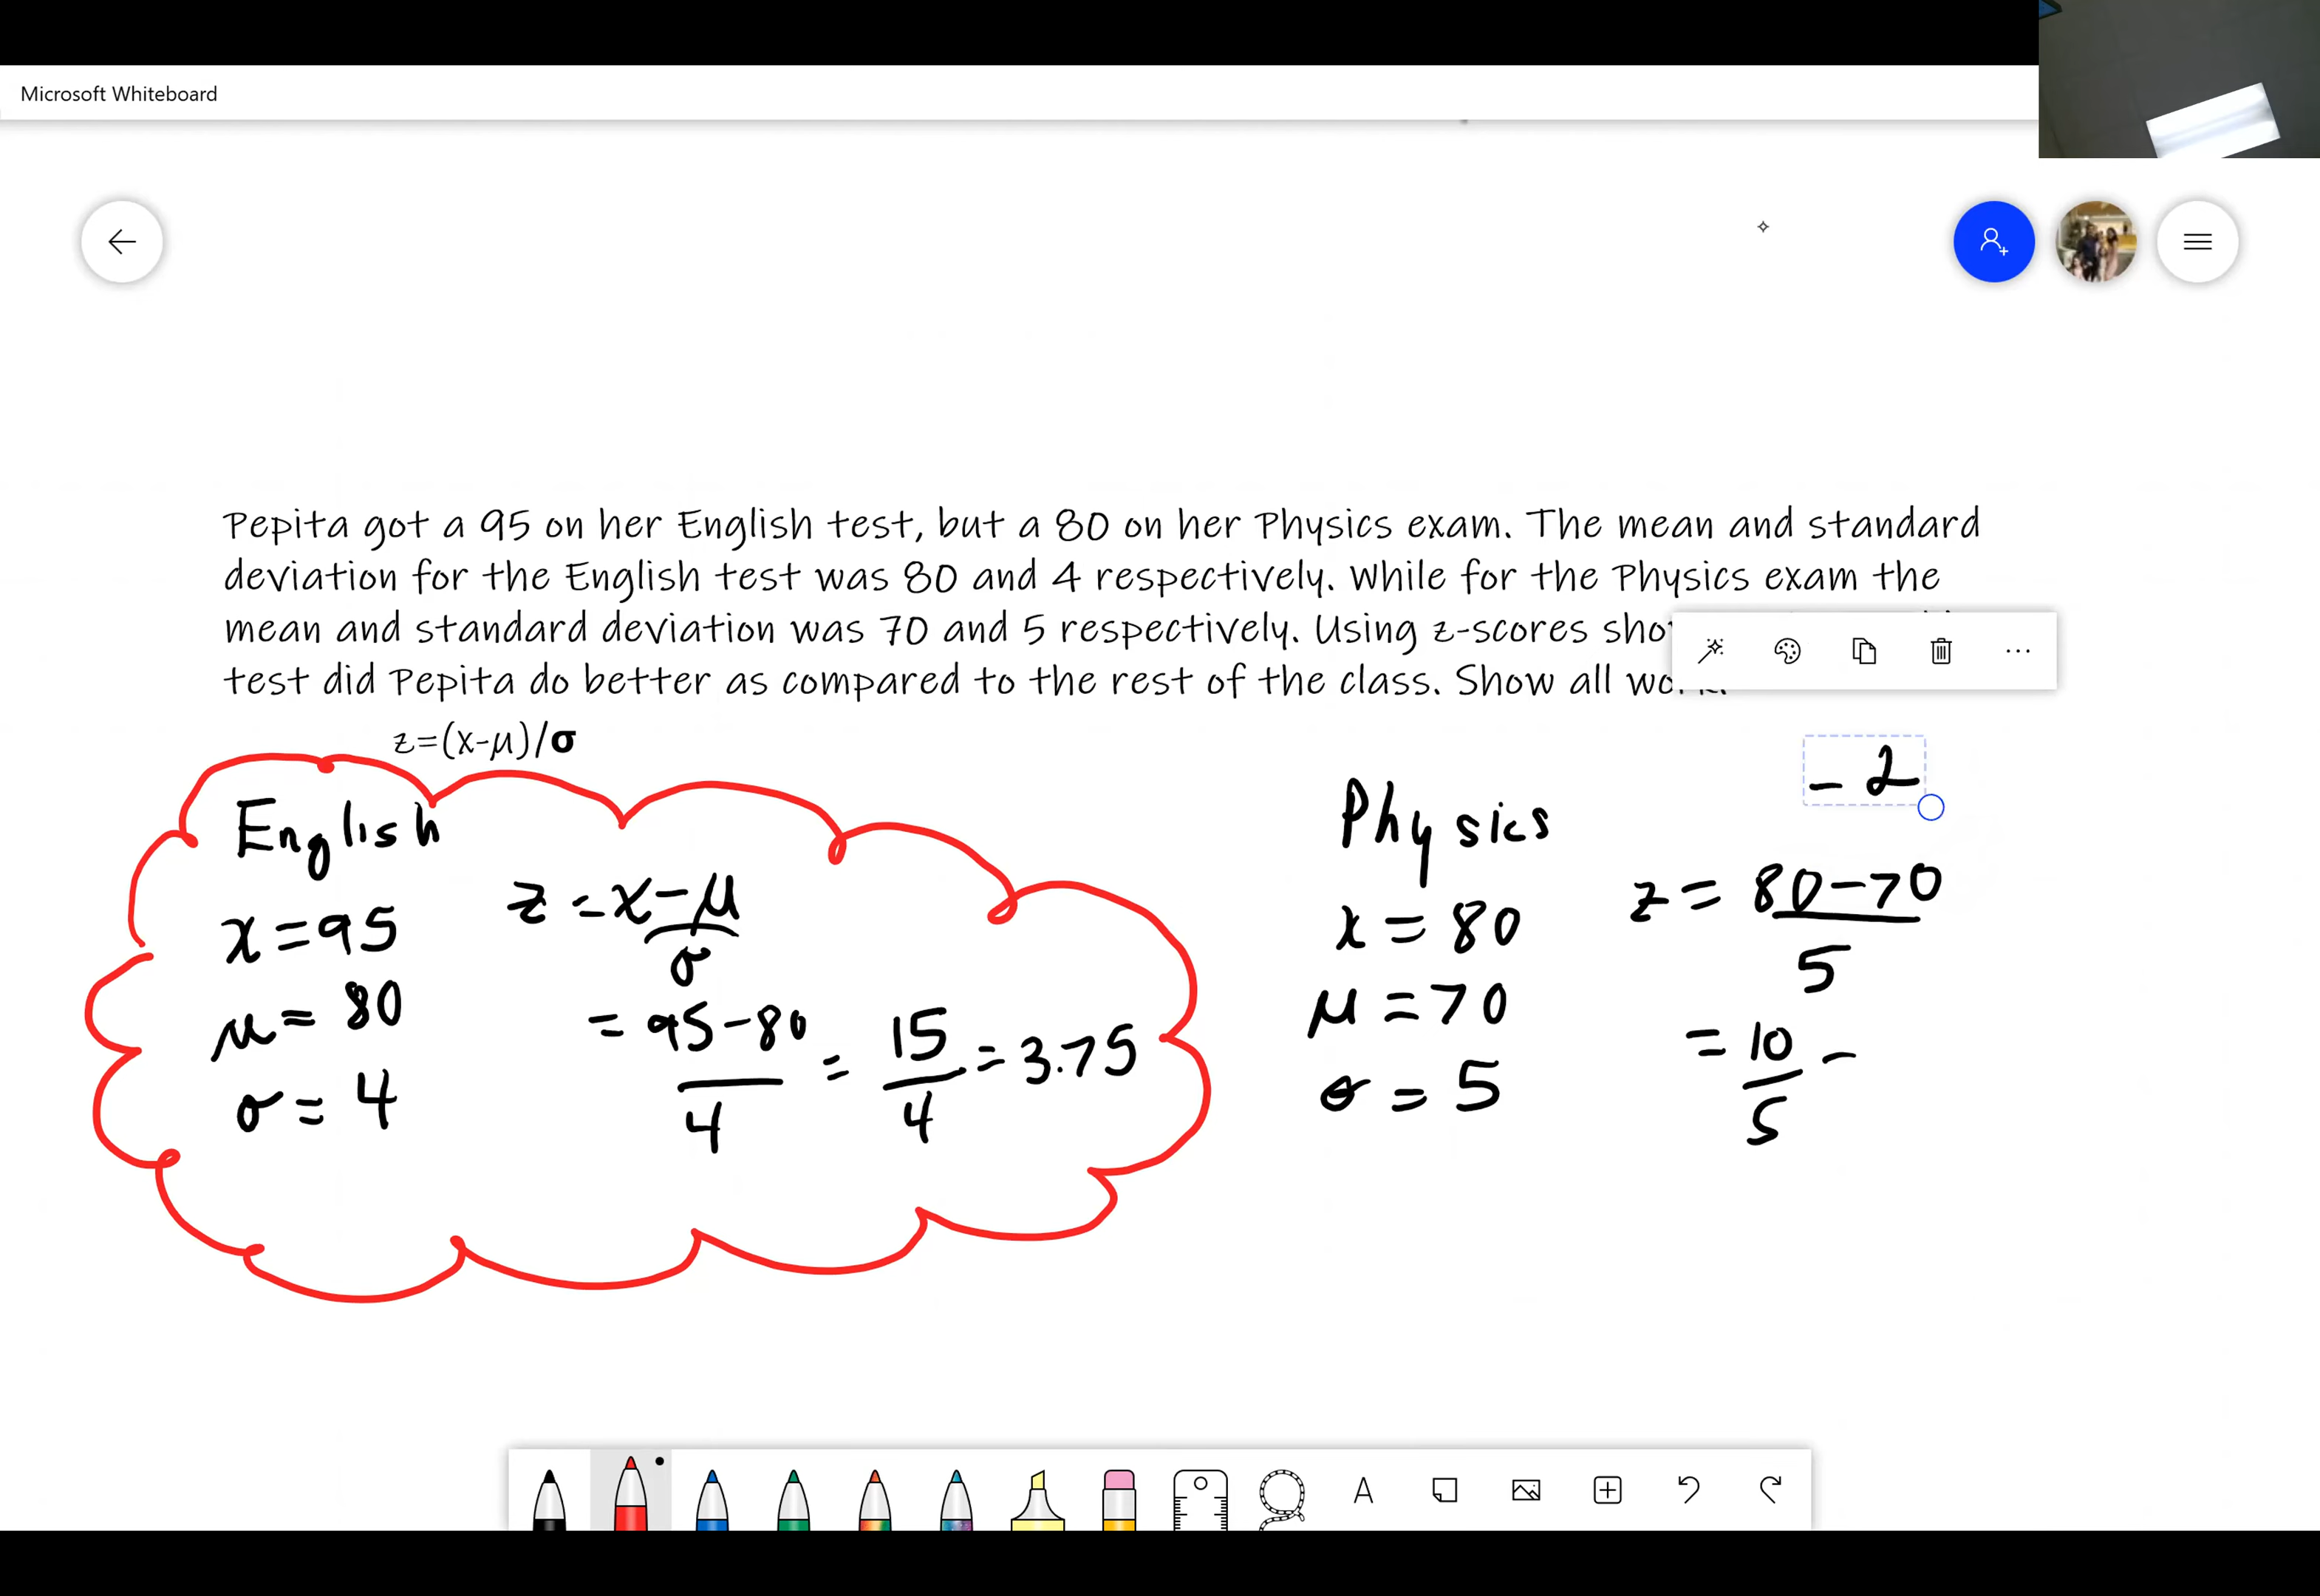 Microsoft Whiteboard
Pepita got a 95 on her English test, but a 80 on her Physics exam. The mean and standard
deviation for the English test was 80 and 4 respectively. While for the Physics exam the
mean and standard deviation was 70 and 5 respectively. Using z-scores
test did Pepita do better as compared to the rest of the class. Show all
z=(x-μ)/σ
English
x=95
μ=80
σ=4
z=x-μ
σ
=95-80
4
=15
4
=3.75
Physics
x=80
μ=70
σ=5
-2
z=80-70
5
=10
5
-
A